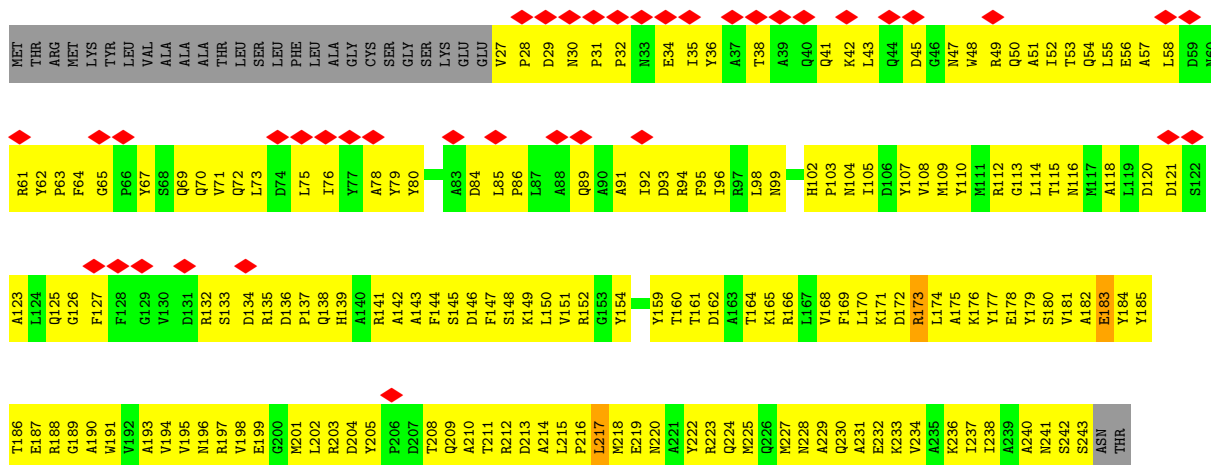 MET THR ARG MET LYS TYR LEU VAL ALA ALA ALA THR LEU SER LEU PHE LEU ALA GLY CYS SER GLY SER LYS GLU GLU V27 P28 D29 N30 P31 P32 N33 E34 I35 Y36 A37 T38 A39 Q40 Q41 K42 L43 Q44 D45 G46 N47 W48 R49 Q50 A51 I52 T53 Q54 L55 E56 A57 L58 D59 N60
R61 Y62 P63 F64 G65 P66 Y67 S68 Q69 Q70 V71 Q72 L73 D74 L75 I76 Y77 A78 Y79 Y80 A83 D84 L85 P86 L87 A88 Q89 A90 A91 I92 D93 R94 F95 I96 R97 L98 N99 H102 P103 N104 I105 D106 Y107 V108 M109 Y110 M111 R112 G113 L114 T115 N116 M117 A118 L119 D120 D121 S122
A123 L124 Q125 G126 F127 F128 G129 V130 D131 R132 S133 D134 R135 D136 P137 Q138 H139 A140 R141 A142 A143 F144 S145 D146 F147 S148 K149 L150 V151 R152 G153 Y154 Y159 T160 T161 D162 A163 T164 K165 R166 L167 V168 F169 L170 K171 D172 R173 L174 A175 K176 Y177 E178 Y179 S180 V181 A182 E183 Y184 Y185
T186 E187 R188 G189 A190 W191 V192 A193 V194 V195 N196 R197 V198 E199 G200 M201 L202 R203 D204 Y205 P206 D207 T208 Q209 A210 T211 R212 D213 A214 L215 P216 L217 M218 E219 N220 A221 Y222 R223 Q224 M225 Q226 M227 N228 A229 Q230 A231 E232 K233 V234 A235 K236 I237 I238 A239 A240 N241 S242 S243 ASN THR